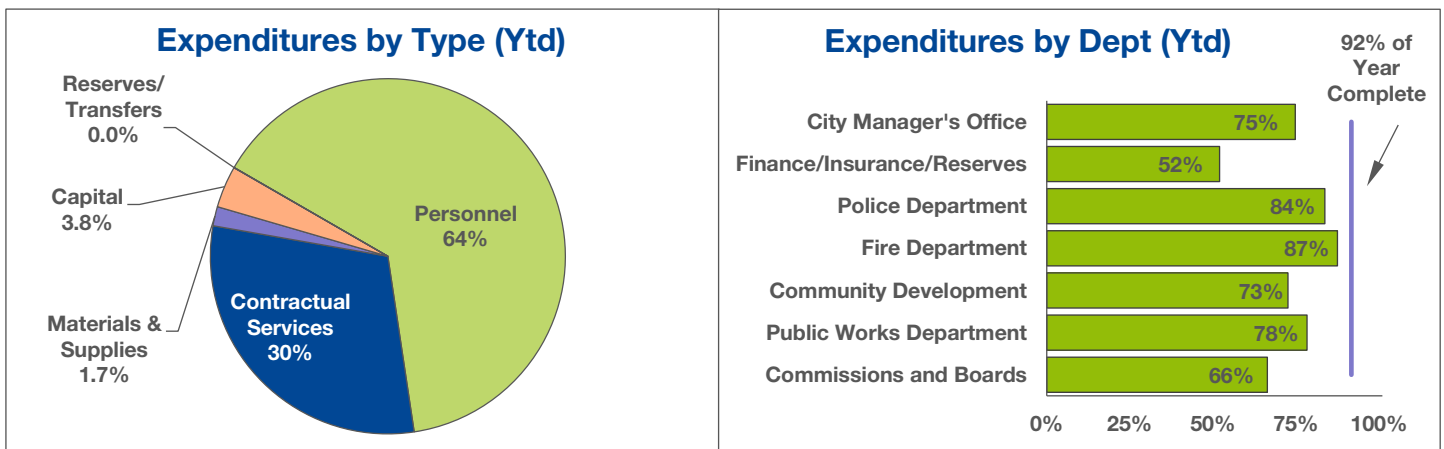 Expenditures by Type (Ytd)
Reserves/
Transfers
0.0%
Capital
3.8%
Materials &
Supplies
1.7%
Personnel
64%
Contractual
Services
30%
Expenditures by Dept (Ytd)
92% of
Year
Complete
City Manager's Office
75%
Finance/Insurance/Reserves
52%
Police Department
84%
Fire Department
87%
Community Development
73%
Public Works Department
78%
Commissions and Boards
66%
0% 25% 50% 75% 100%